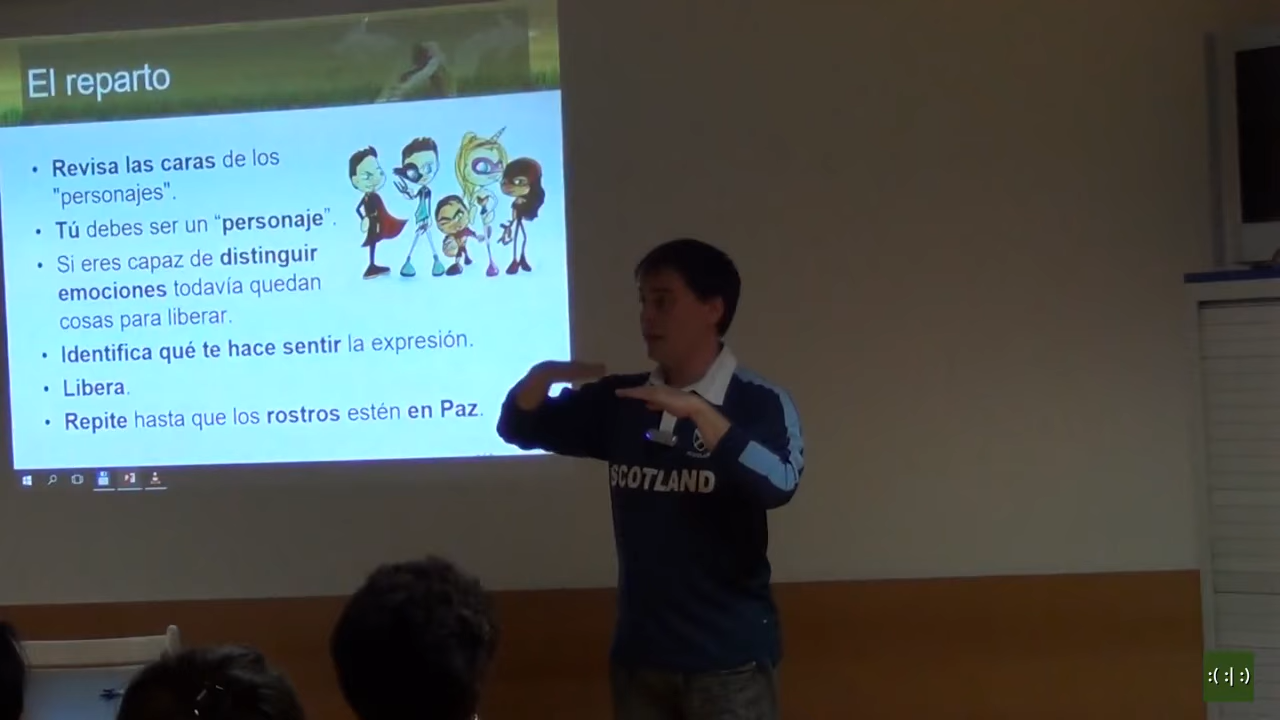 El reparto
• Revisa las caras de los
"personajes".
• Tú debes ser un “personaje”.
• Si eres capaz de distinguir
emociones todavía quedan
cosas para liberar.
• Identifica qué te hace sentir la expresión.
• Libera.
• Repite hasta que los rostros estén en Paz.
SCOTLAND
:( :| :)